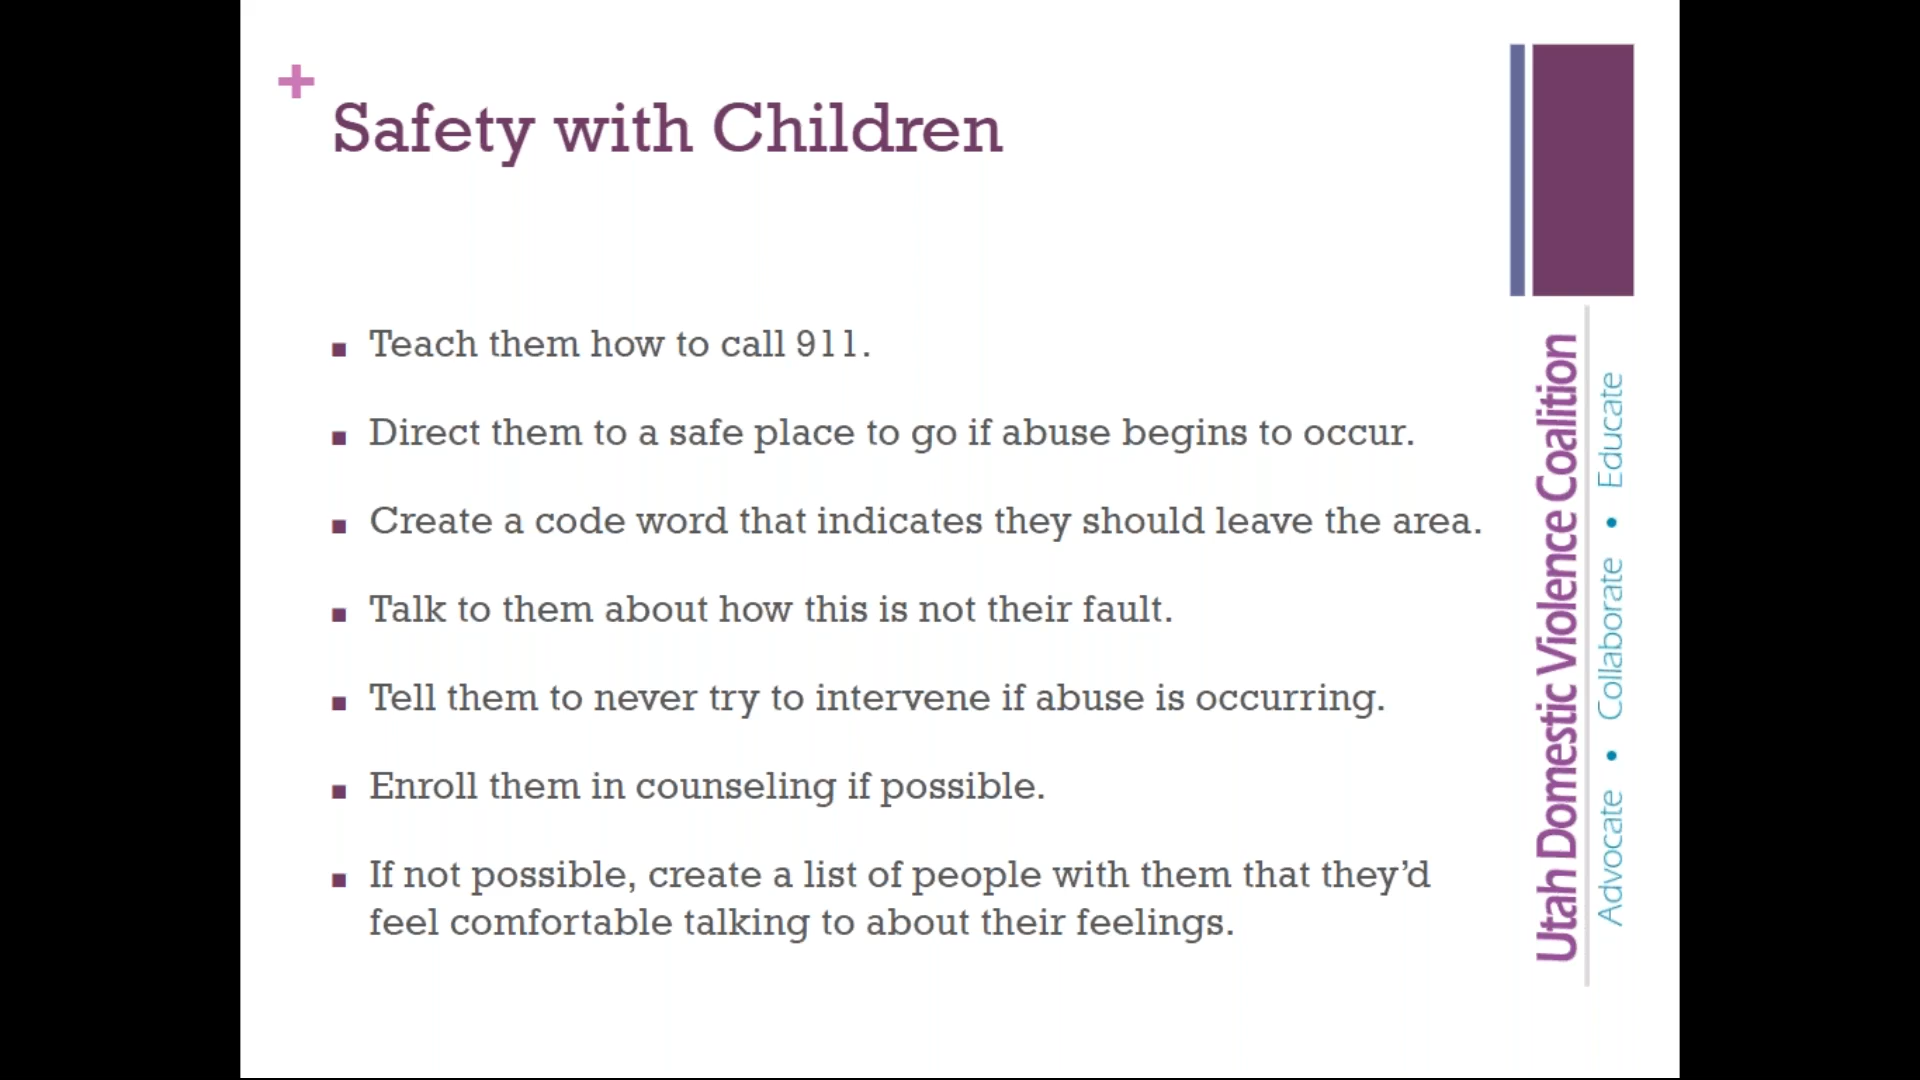 +
Safety with Children
▪ Teach them how to call 911.
▪ Direct them to a safe place to go if abuse begins to occur.
▪ Create a code word that indicates they should leave the area.
▪ Talk to them about how this is not their fault.
▪ Tell them to never try to intervene if abuse is occurring.
▪ Enroll them in counseling if possible.
▪ If not possible, create a list of people with them that they’d
feel comfortable talking to about their feelings.
Utah Domestic Violence Coalition
Advocate • Collaborate • Educate